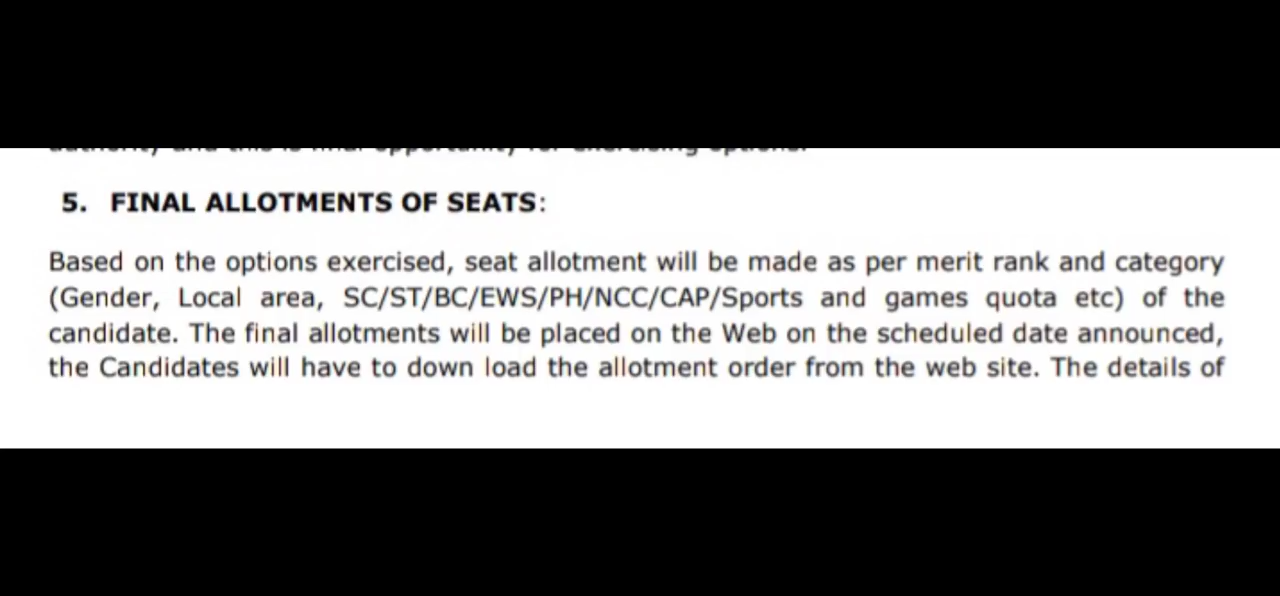 5. FINAL ALLOTMENTS OF SEATS:
Based on the options exercised, seat allotment will be made as per merit rank and category
(Gender, Local area, SC/ST/BC/EWS/PH/NCC/CAP/Sports and games quota etc) of the
candidate. The final allotments will be placed on the Web on the scheduled date announced,
the Candidates will have to down load the allotment order from the web site. The details of